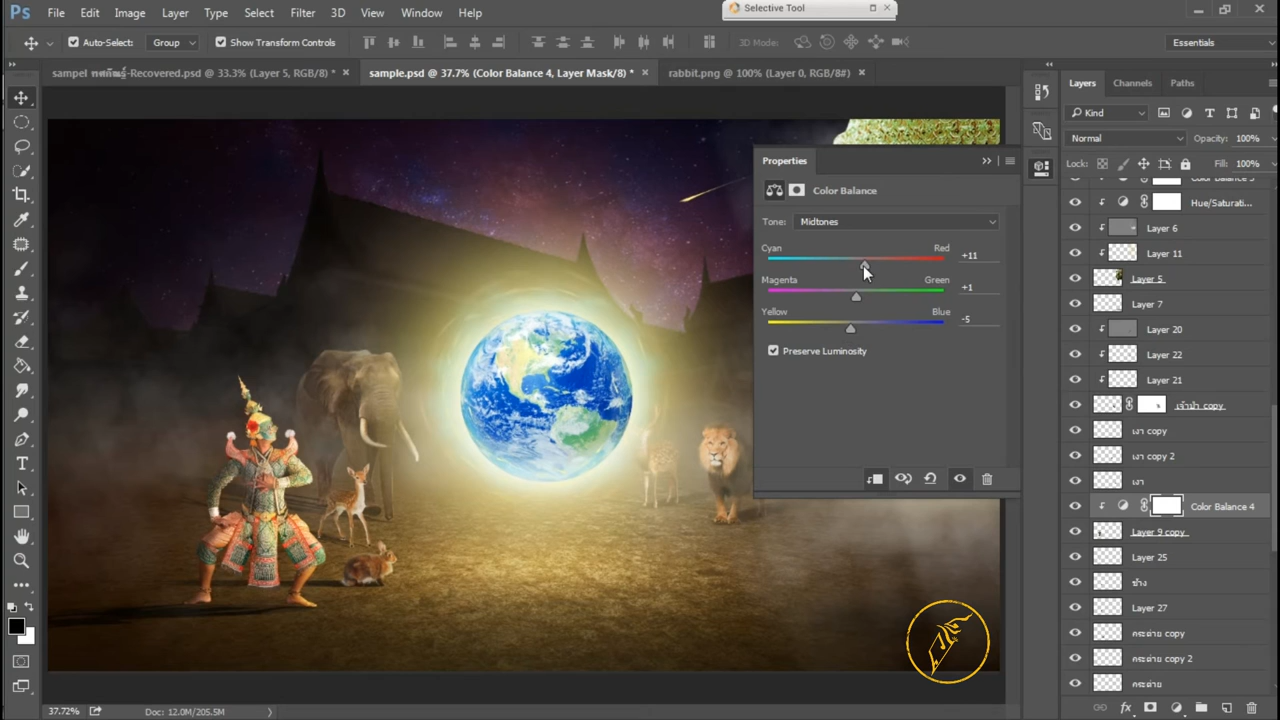 Ps File Edit Image Layer Type Select Filter 3D View Window Help
Selective Tool
Auto-Select: Group Show Transform Controls 3D Mode: Essentials
sampel ทศกัณฐ์-Recovered.psd @ 33.3% (Layer 5, RGB/8) *
sample.psd @ 37.7% (Color Balance 4, Layer Mask/8) *
rabbit.png @ 100% (Layer 0, RGB/8#)
Layers Channels Paths
Kind
Normal Opacity: 100%
Lock: Fill: 100%
Properties
Color Balance
Tone: Midtones
Cyan Red +11
Magenta Green +1
Yellow Blue -5
Preserve Luminosity
Hue/Saturati...
Layer 6
Layer 11
Layer 5
Layer 7
Layer 20
Layer 22
Layer 21
เจ้าป่า copy
เงา copy
เงา copy 2
เงา
Color Balance 4
Layer 9 copy
Layer 25
ช้าง
Layer 27
กระต่าย copy
กระต่าย copy 2
กระต่าย
37.72% Doc: 12.0M/205.5M